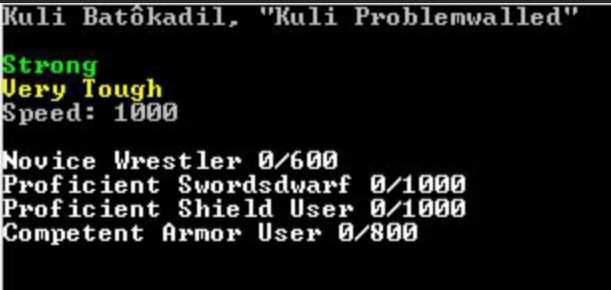 Kuli Batôkadil, "Kuli Problemwalled"
Strong
Very Tough
Speed: 1000
Novice Wrestler 0/600
Proficient Swordsdwarf 0/1000
Proficient Shield User 0/1000
Competent Armor User 0/800